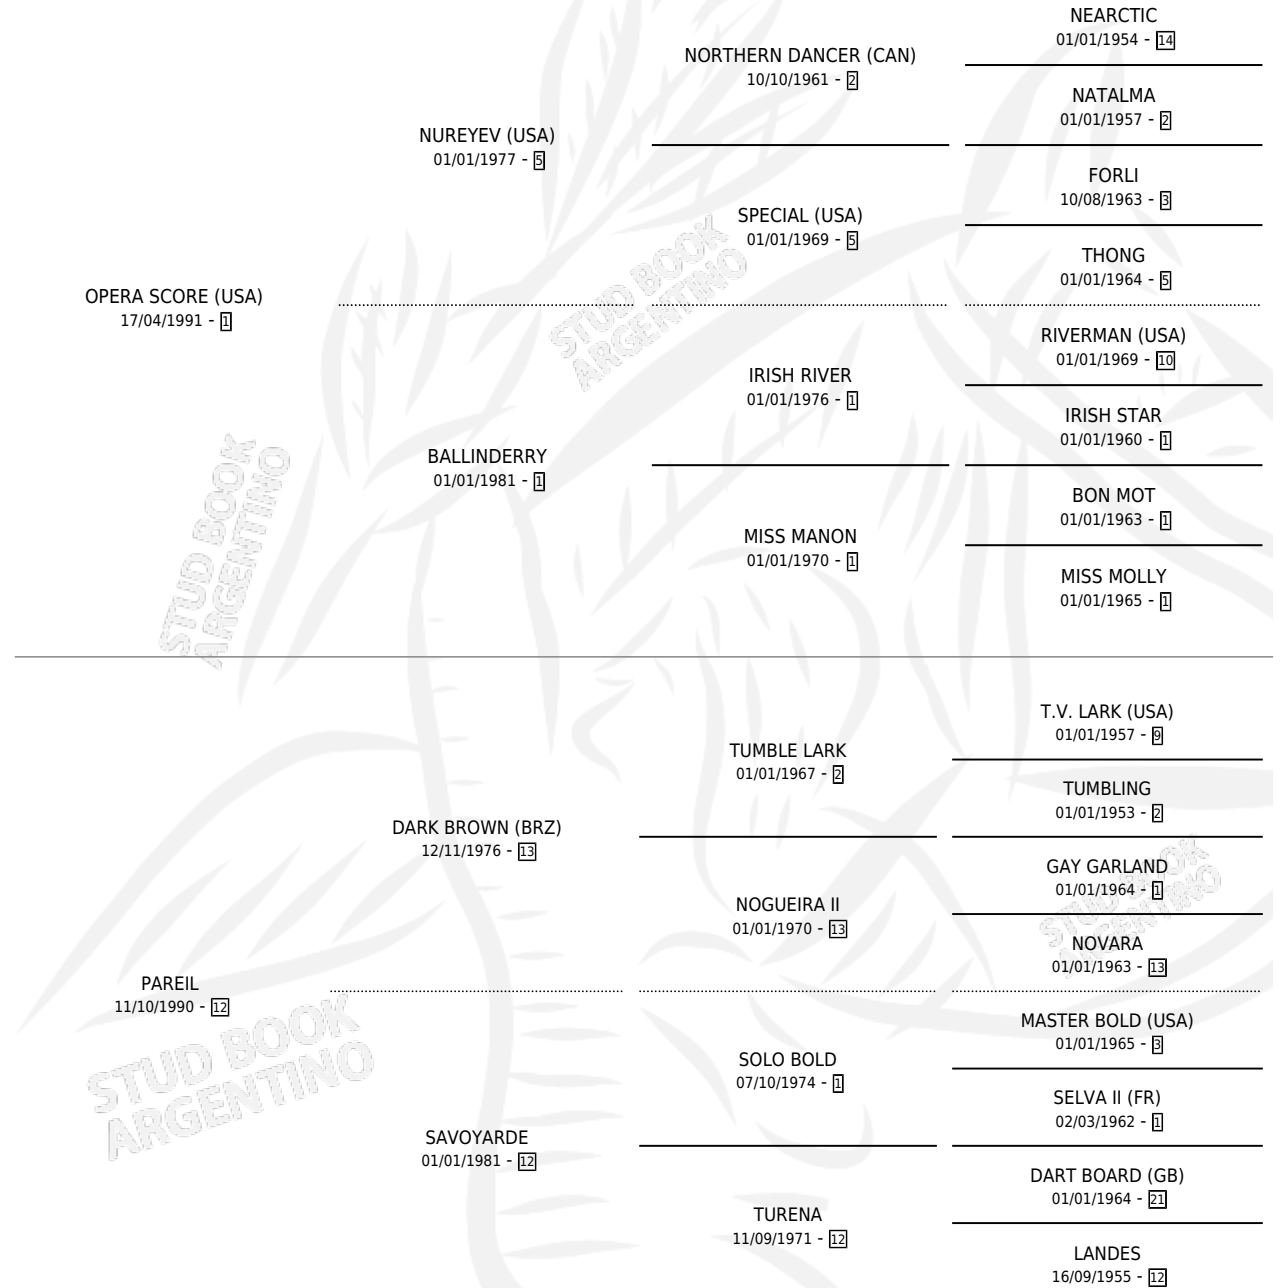 NEARCTIC
01/01/1954 - 14
NORTHERN DANCER (CAN)
10/10/1961 - 2
NATALMA
01/01/1957 - 2
NUREYEV (USA)
01/01/1977 - 5
FORLI
10/08/1963 - 3
SPECIAL (USA)
01/01/1969 - 5
THONG
01/01/1964 - 5
OPERA SCORE (USA)
17/04/1991 - 1
RIVERMAN (USA)
01/01/1969 - 10
IRISH RIVER
01/01/1976 - 1
IRISH STAR
01/01/1960 - 1
BALLINDERRY
01/01/1981 - 1
BON MOT
01/01/1963 - 1
MISS MANON
01/01/1970 - 1
MISS MOLLY
01/01/1965 - 1
T.V. LARK (USA)
01/01/1957 - 9
TUMBLE LARK
01/01/1967 - 2
TUMBLING
01/01/1953 - 2
DARK BROWN (BRZ)
12/11/1976 - 13
GAY GARLAND
01/01/1964 - 1
NOGUEIRA II
01/01/1970 - 13
NOVARA
01/01/1963 - 13
PAREIL
11/10/1990 - 12
MASTER BOLD (USA)
01/01/1965 - 3
SOLO BOLD
07/10/1974 - 1
SELVA II (FR)
02/03/1962 - 1
SAVOYARDE
01/01/1981 - 12
DART BOARD (GB)
01/01/1964 - 21
TURENA
11/09/1971 - 12
LANDES
16/09/1955 - 12
STUD BOOK
ARGENTINO
STUD BOOK
ARGENTINO
STUD BOOK
ARGENTINO
STUD BOOK
ARGENTINO